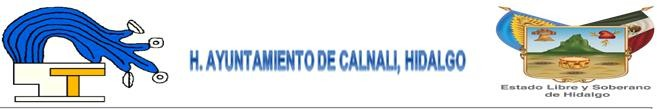 H. AYUNTAMIENTO DE CALNALI, HIDALGO
Estado Libre y Soberano
de Hidalgo